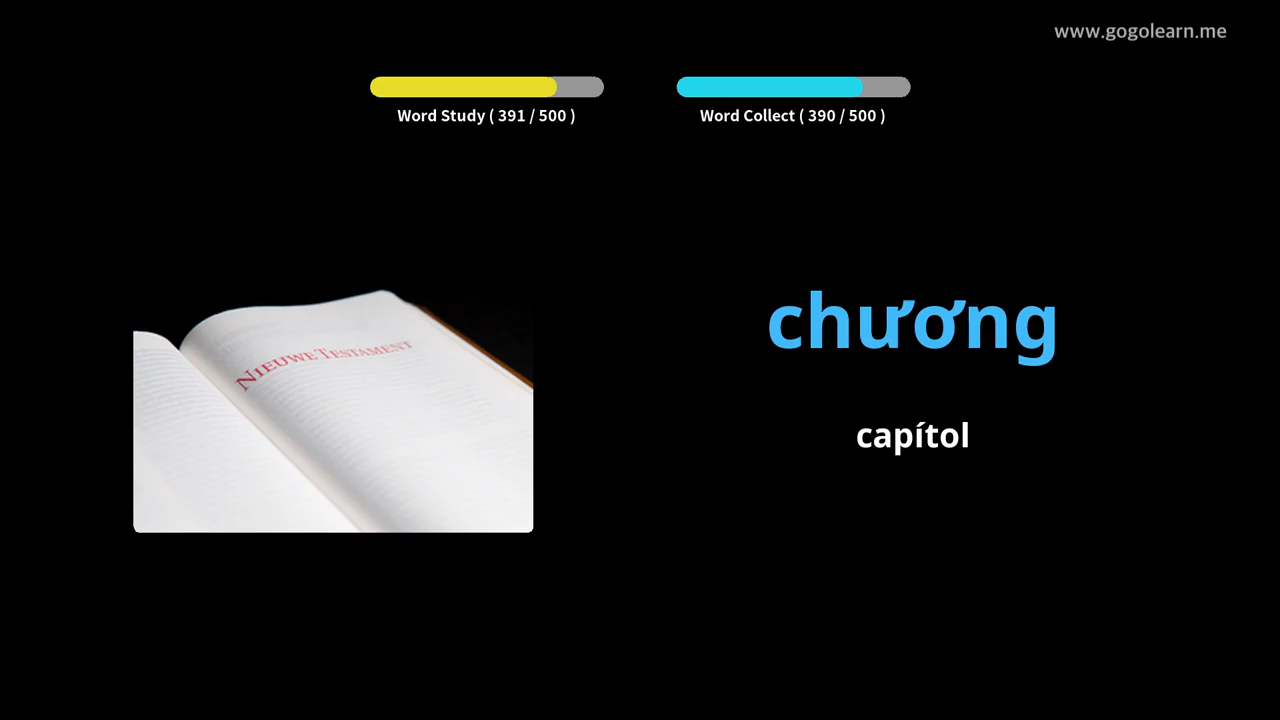 www.gogolearn.me
Word Study ( 391 / 500 )
Word Collect ( 390 / 500 )
NIEUWE TESTAMENT
chương
capítol